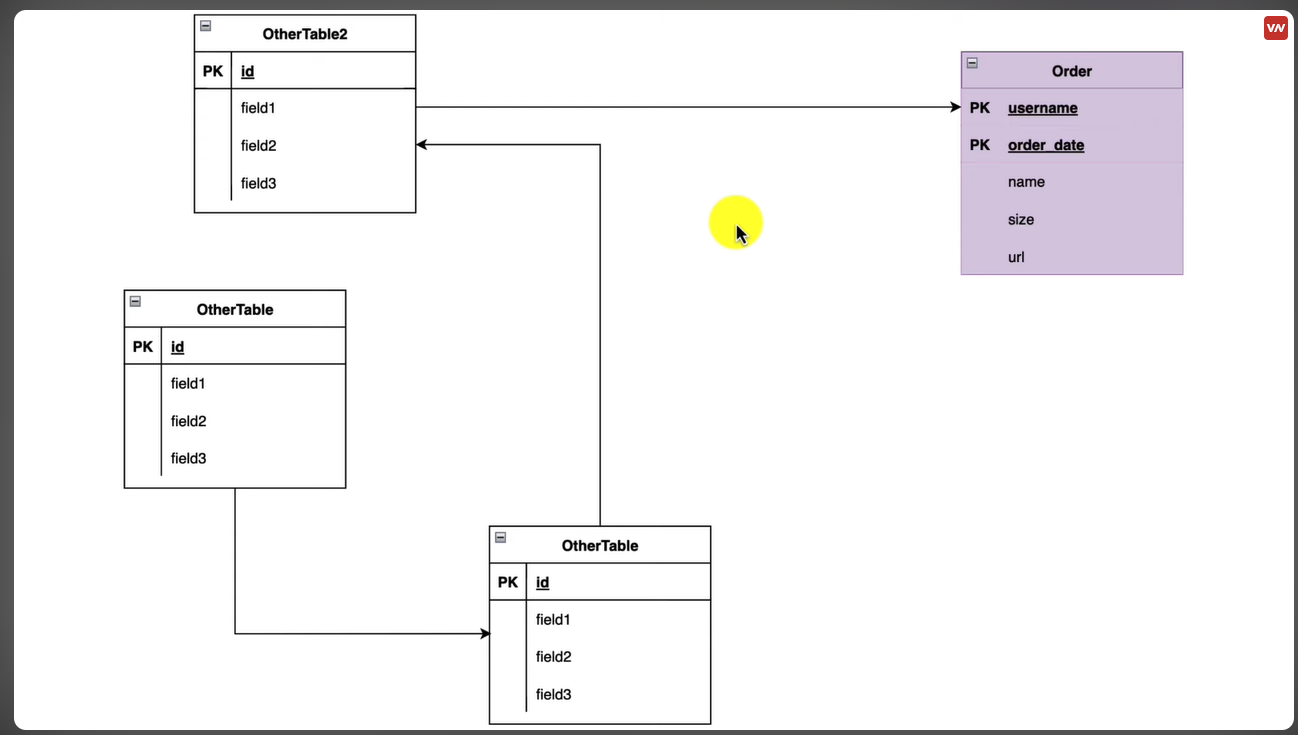 OtherTable2
PK id
field1
field2
field3
Order
PK username
PK order_date
name
size
url
OtherTable
PK id
field1
field2
field3
OtherTable
PK id
field1
field2
field3